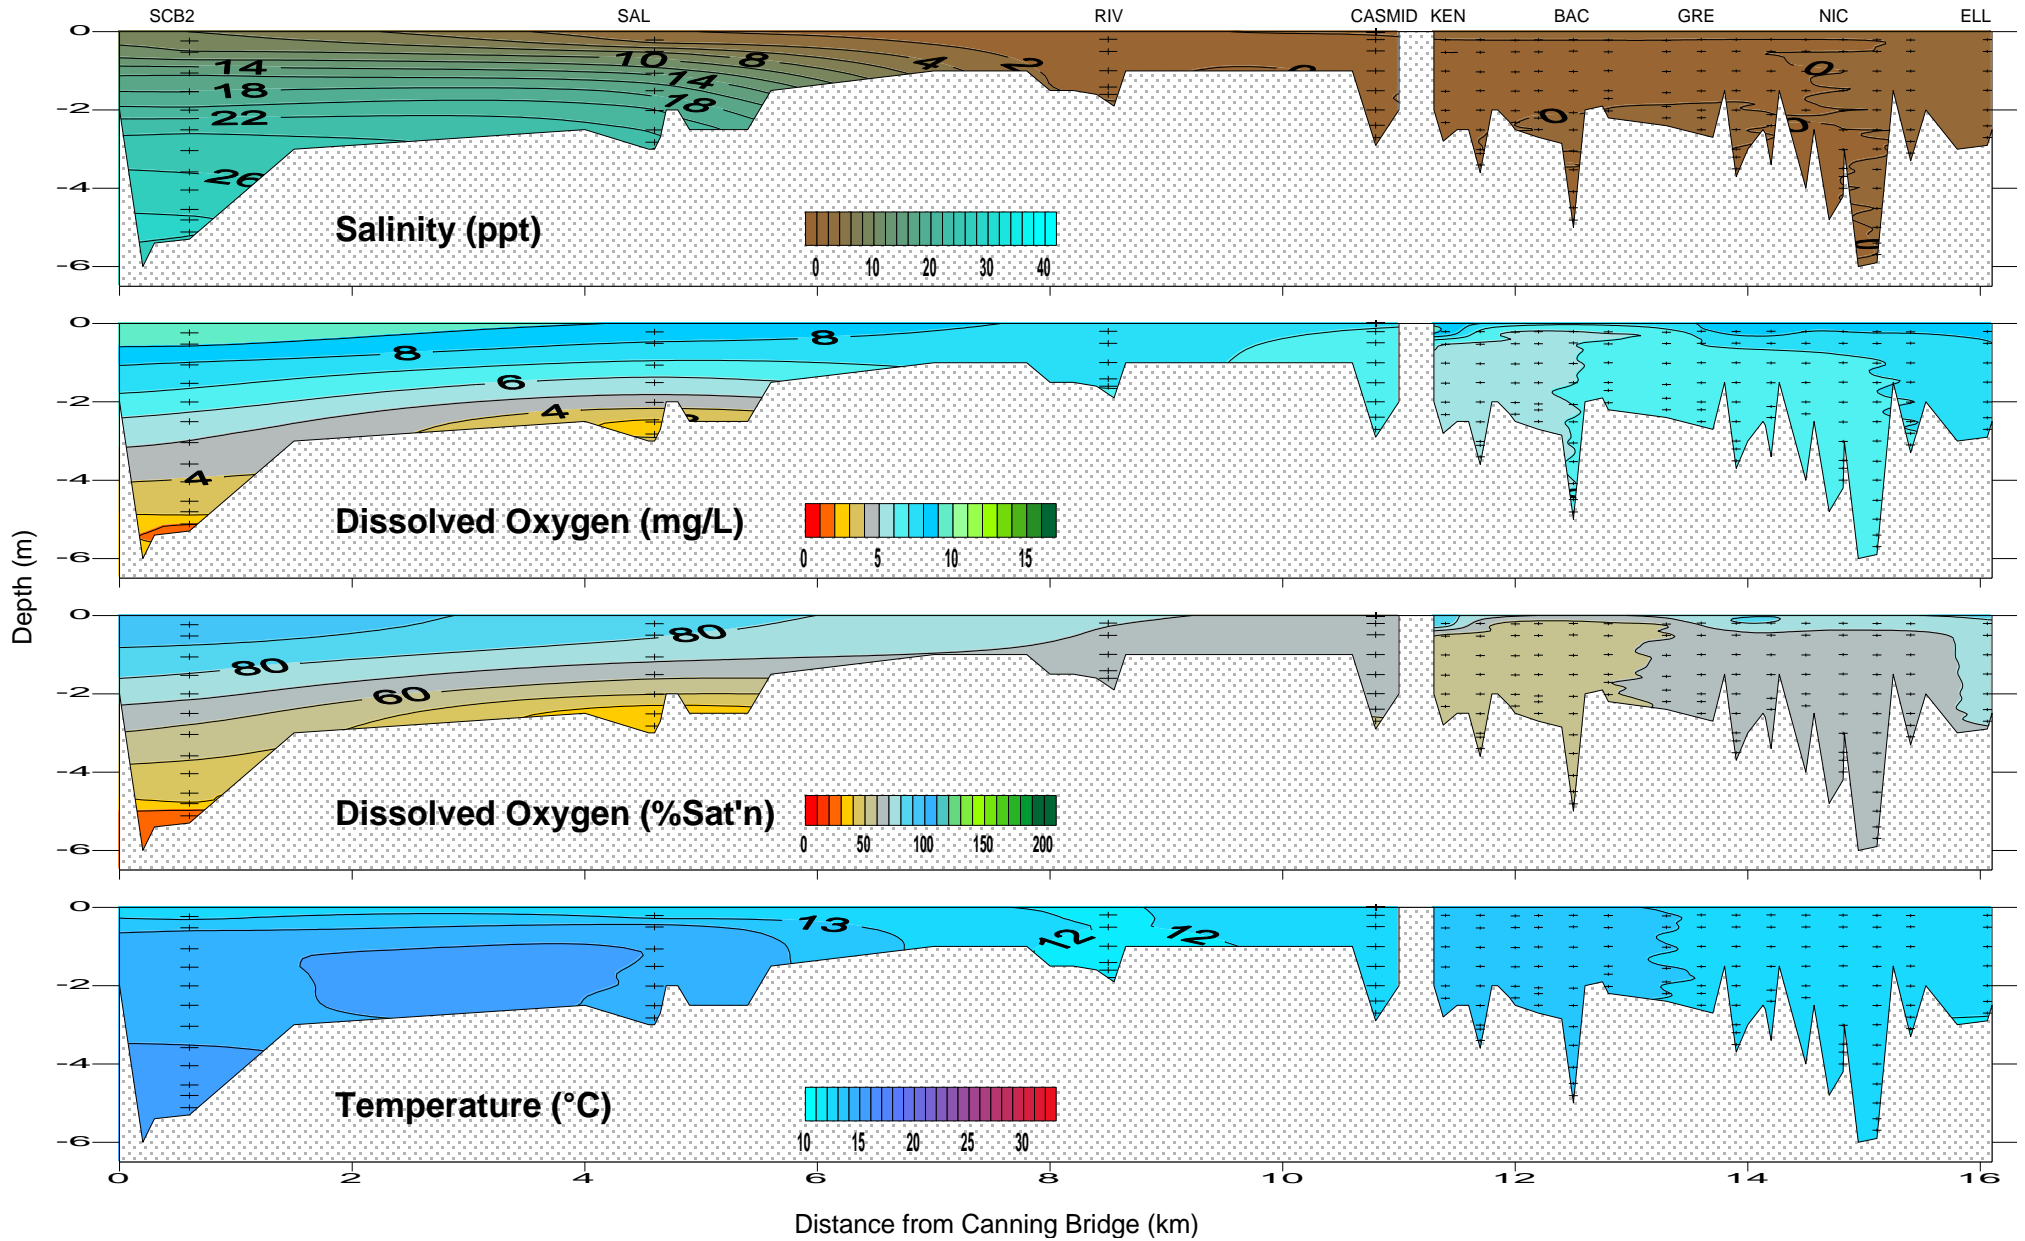 SCB2 SAL RIV CASMID KEN BAC GRE NIC ELL
0
-2
-4
-6
10 8 4 2
14 14
18 18
22
26
0 0 0 0
Salinity (ppt)
0 10 20 30 40
0
-2
-4
-6
8 8
6
4
4
Dissolved Oxygen (mg/L)
0 5 10 15
Depth (m)
0
-2
-4
-6
80 80
60
Dissolved Oxygen (%Sat'n)
0 50 100 150 200
0
-2
-4
-6
13 12 12
Temperature (°C)
10 15 20 25 30
0 2 4 6 8 10 12 14 16
Distance from Canning Bridge (km)